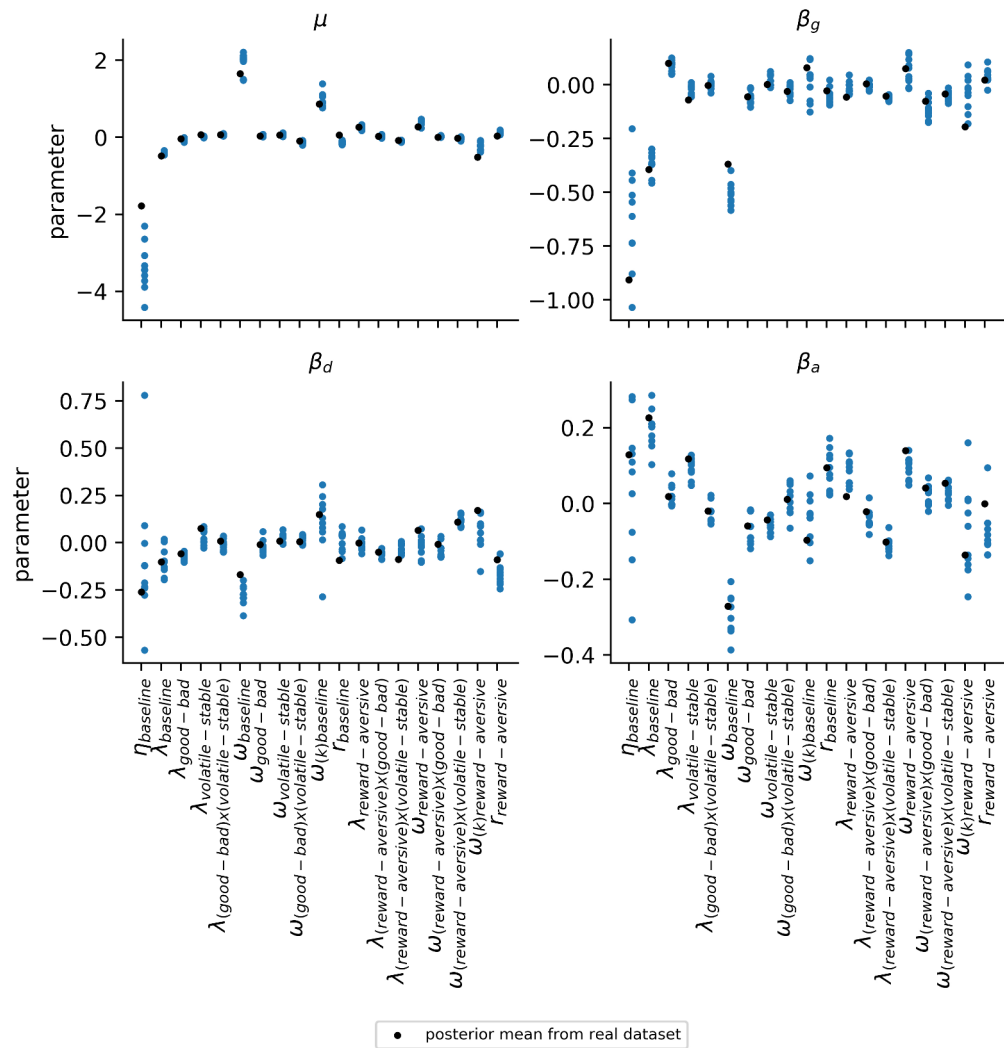 μ
β_g
parameter
2
0
−2
−4
0.00
−0.25
−0.50
−0.75
−1.00
β_d
β_a
parameter
0.75
0.50
0.25
0.00
−0.25
−0.50
0.2
0.0
−0.2
−0.4
η_baseline
λ_baseline
λ_good−bad
λ_volatile−stable
λ_(good−bad)x(volatile−stable)
ω_baseline
ω_good−bad
ω_volatile−stable
ω_(good−bad)x(volatile−stable)
ω_(k)baseline
r_baseline
λ_reward−aversive
λ_(reward−aversive)x(good−bad)
λ_(reward−aversive)x(volatile−stable)
ω_reward−aversive
ω_(reward−aversive)x(good−bad)
ω_(reward−aversive)x(volatile−stable)
ω_(k)reward−aversive
r_reward−aversive
η_baseline
λ_baseline
λ_good−bad
λ_volatile−stable
λ_(good−bad)x(volatile−stable)
ω_baseline
ω_good−bad
ω_volatile−stable
ω_(good−bad)x(volatile−stable)
ω_(k)baseline
r_baseline
λ_reward−aversive
λ_(reward−aversive)x(good−bad)
λ_(reward−aversive)x(volatile−stable)
ω_reward−aversive
ω_(reward−aversive)x(good−bad)
ω_(reward−aversive)x(volatile−stable)
ω_(k)reward−aversive
r_reward−aversive
posterior mean from real dataset